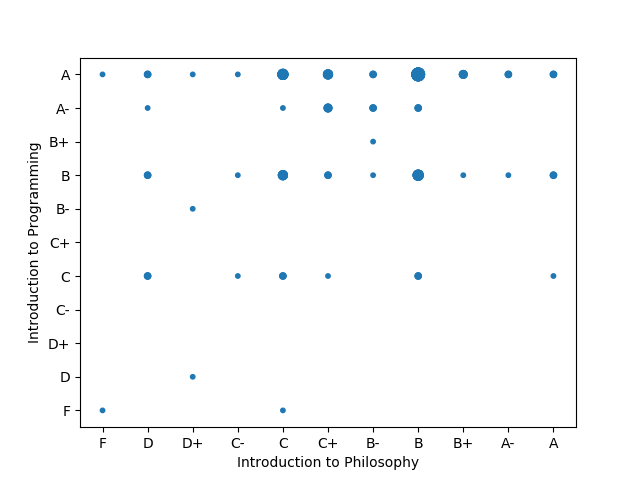 Introduction to Programming
A
A-
B+
B
B-
C+
C
C-
D+
D
F
F D D+ C- C C+ B- B B+ A- A
Introduction to Philosophy